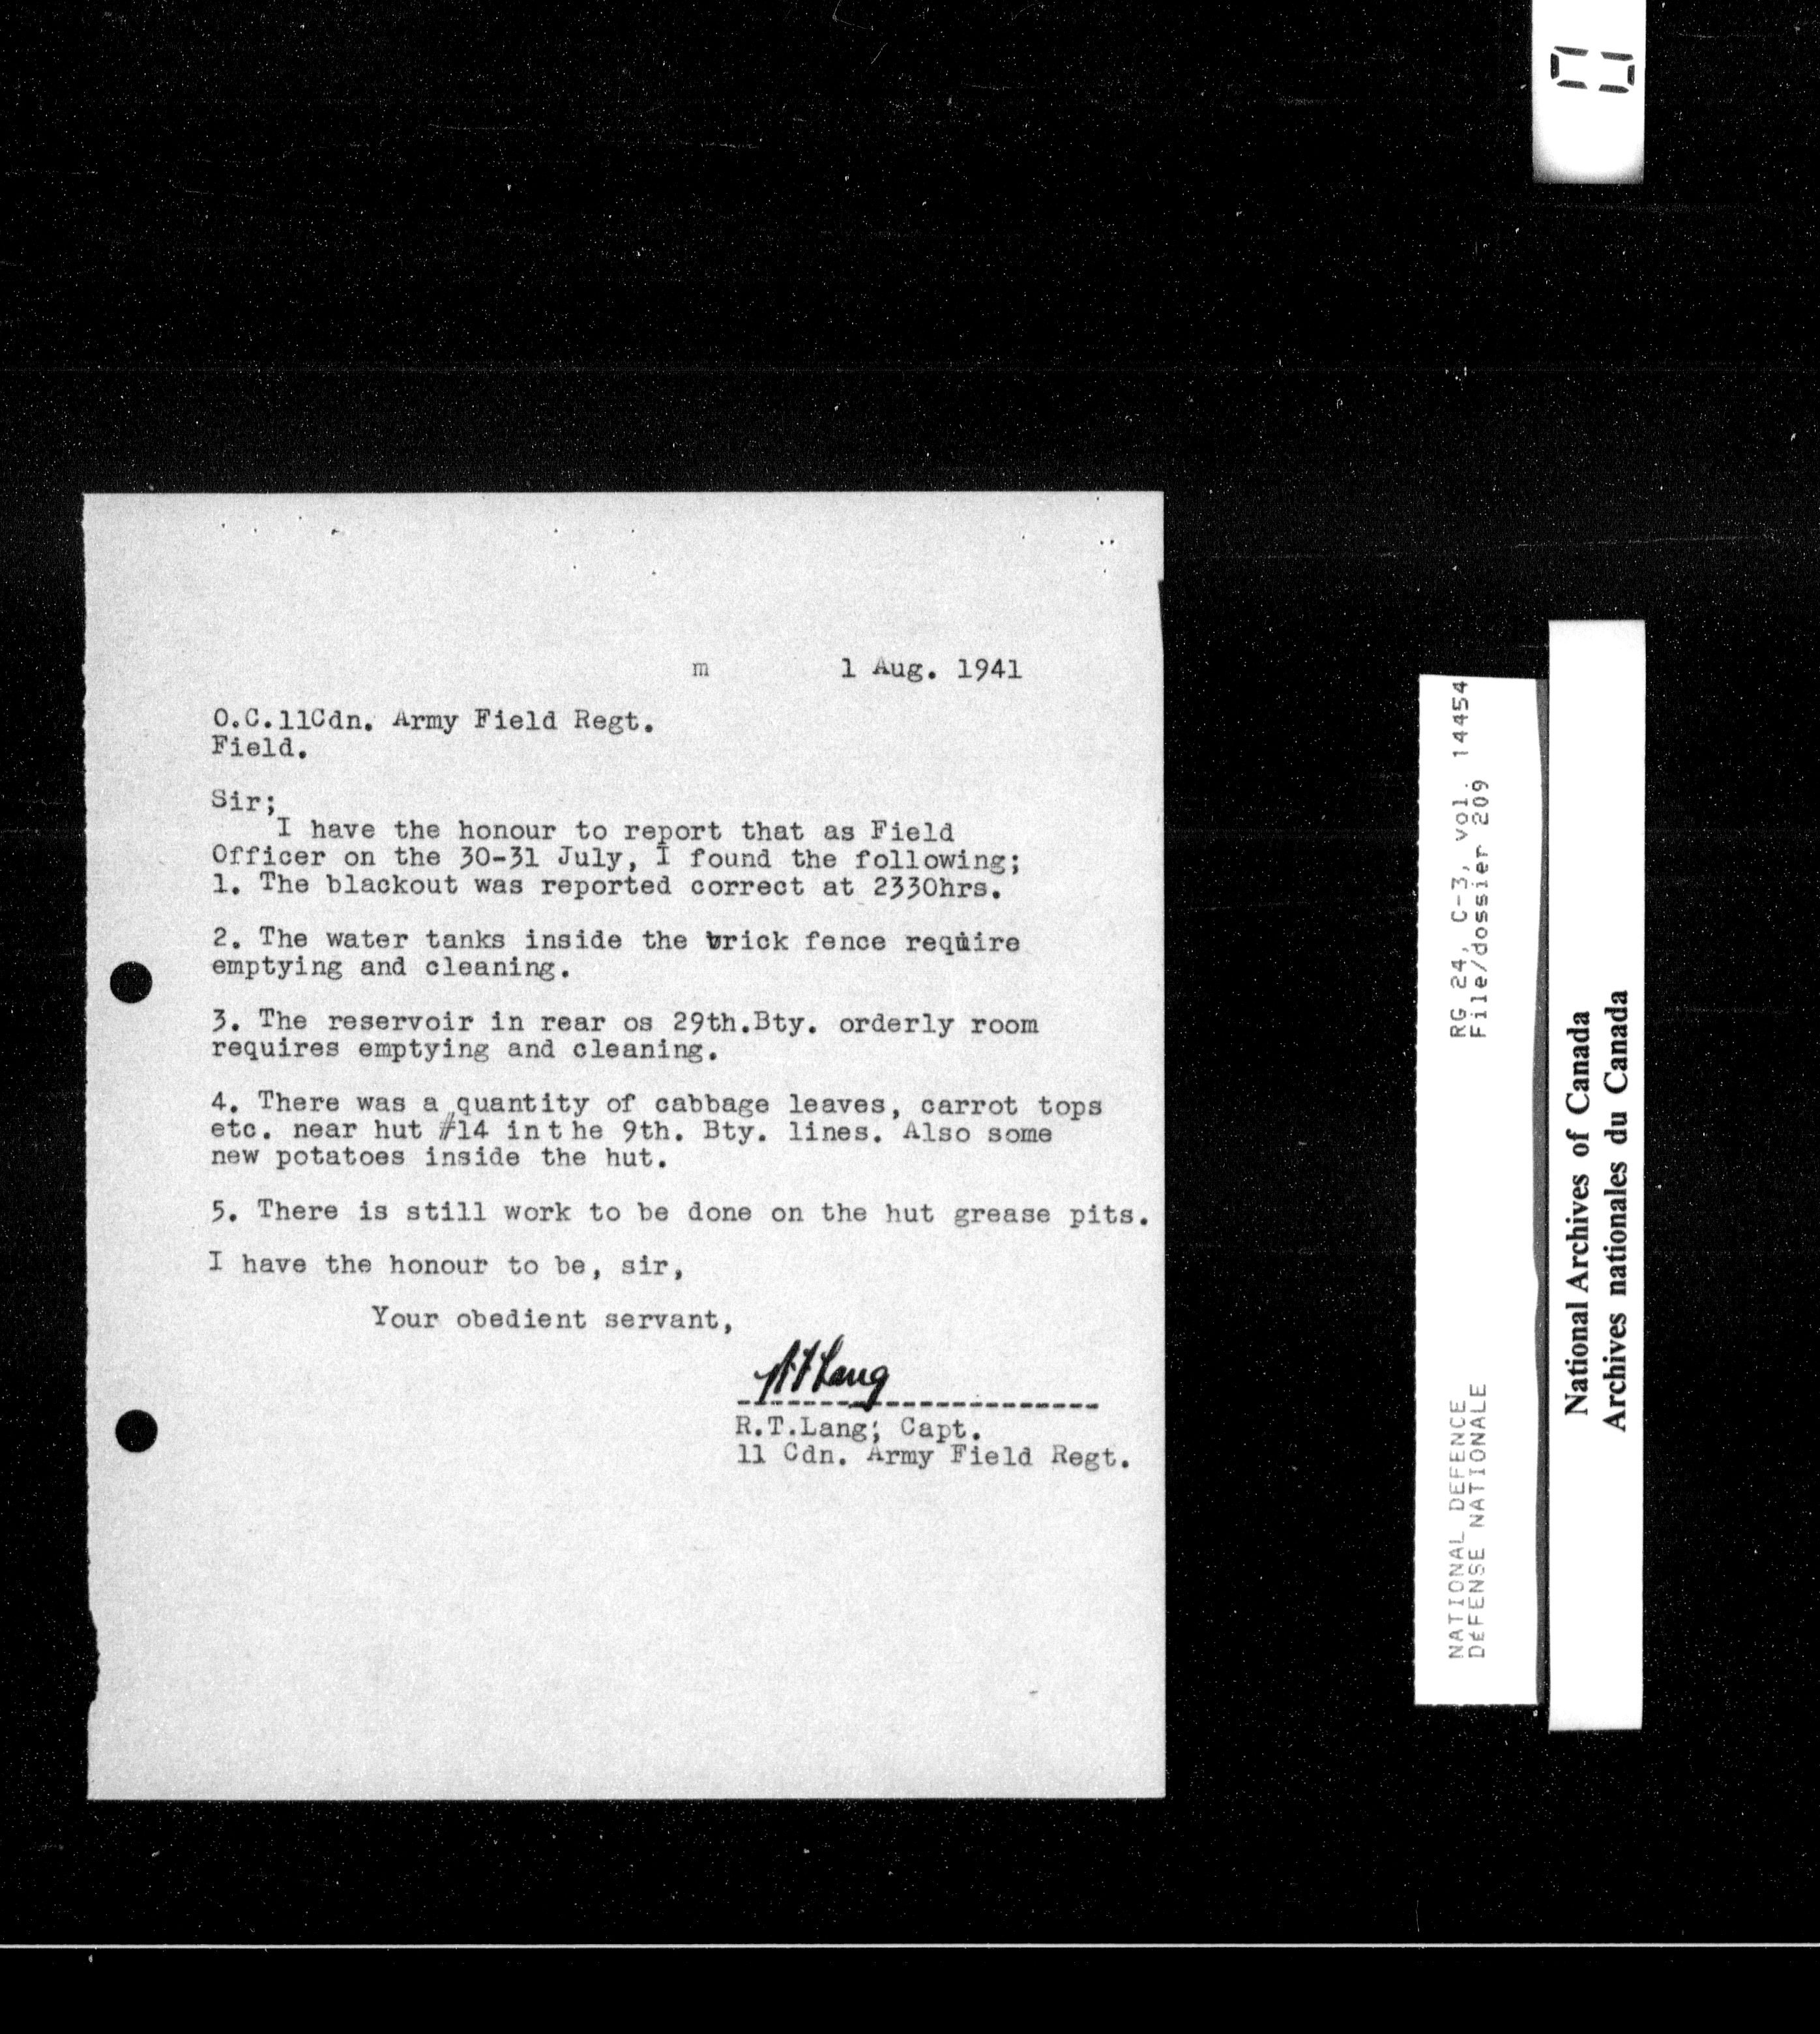 m 1 Aug. 1941
O.C.11Cdn. Army Field Regt.
Field.
Sir;
I have the honour to report that as Field
Officer on the 30-31 July, I found the following;
1. The blackout was reported correct at 2330hrs.
2. The water tanks inside the brick fence require
emptying and cleaning.
3. The reservoir in rear os 29th.Bty. orderly room
requires emptying and cleaning.
4. There was a quantity of cabbage leaves, carrot tops
etc. near hut #14 inthe 9th. Bty. lines. Also some
new potatoes inside the hut.
5. There is still work to be done on the hut grease pits.
I have the honour to be, sir,
Your obedient servant,
RTLang
R.T.Lang; Capt.
11 Cdn. Army Field Regt.
NATIONAL DEFENCE RG 24, C-3, vol. 14454
DéFENSE NATIONALE File/dossier 209
National Archives of Canada
Archives nationales du Canada